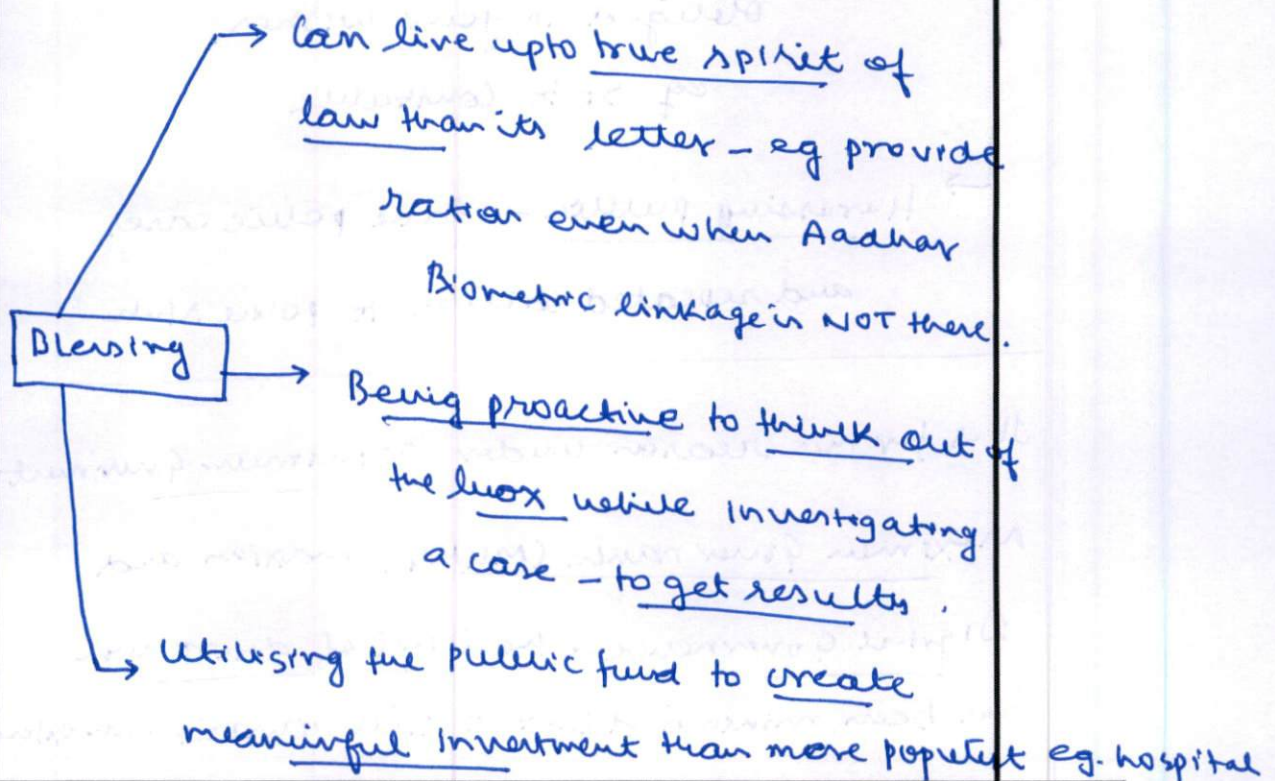 → Can live upto true spirit of
law than its letter - eg provide
ration even when Aadhar
Biometric linkage is NOT there.
Blessing
→ Being proactive to think out of
the box while investigating
a case - to get results.
→ Utilising the public fund to create
meaningful investment than more populist eg. hospital